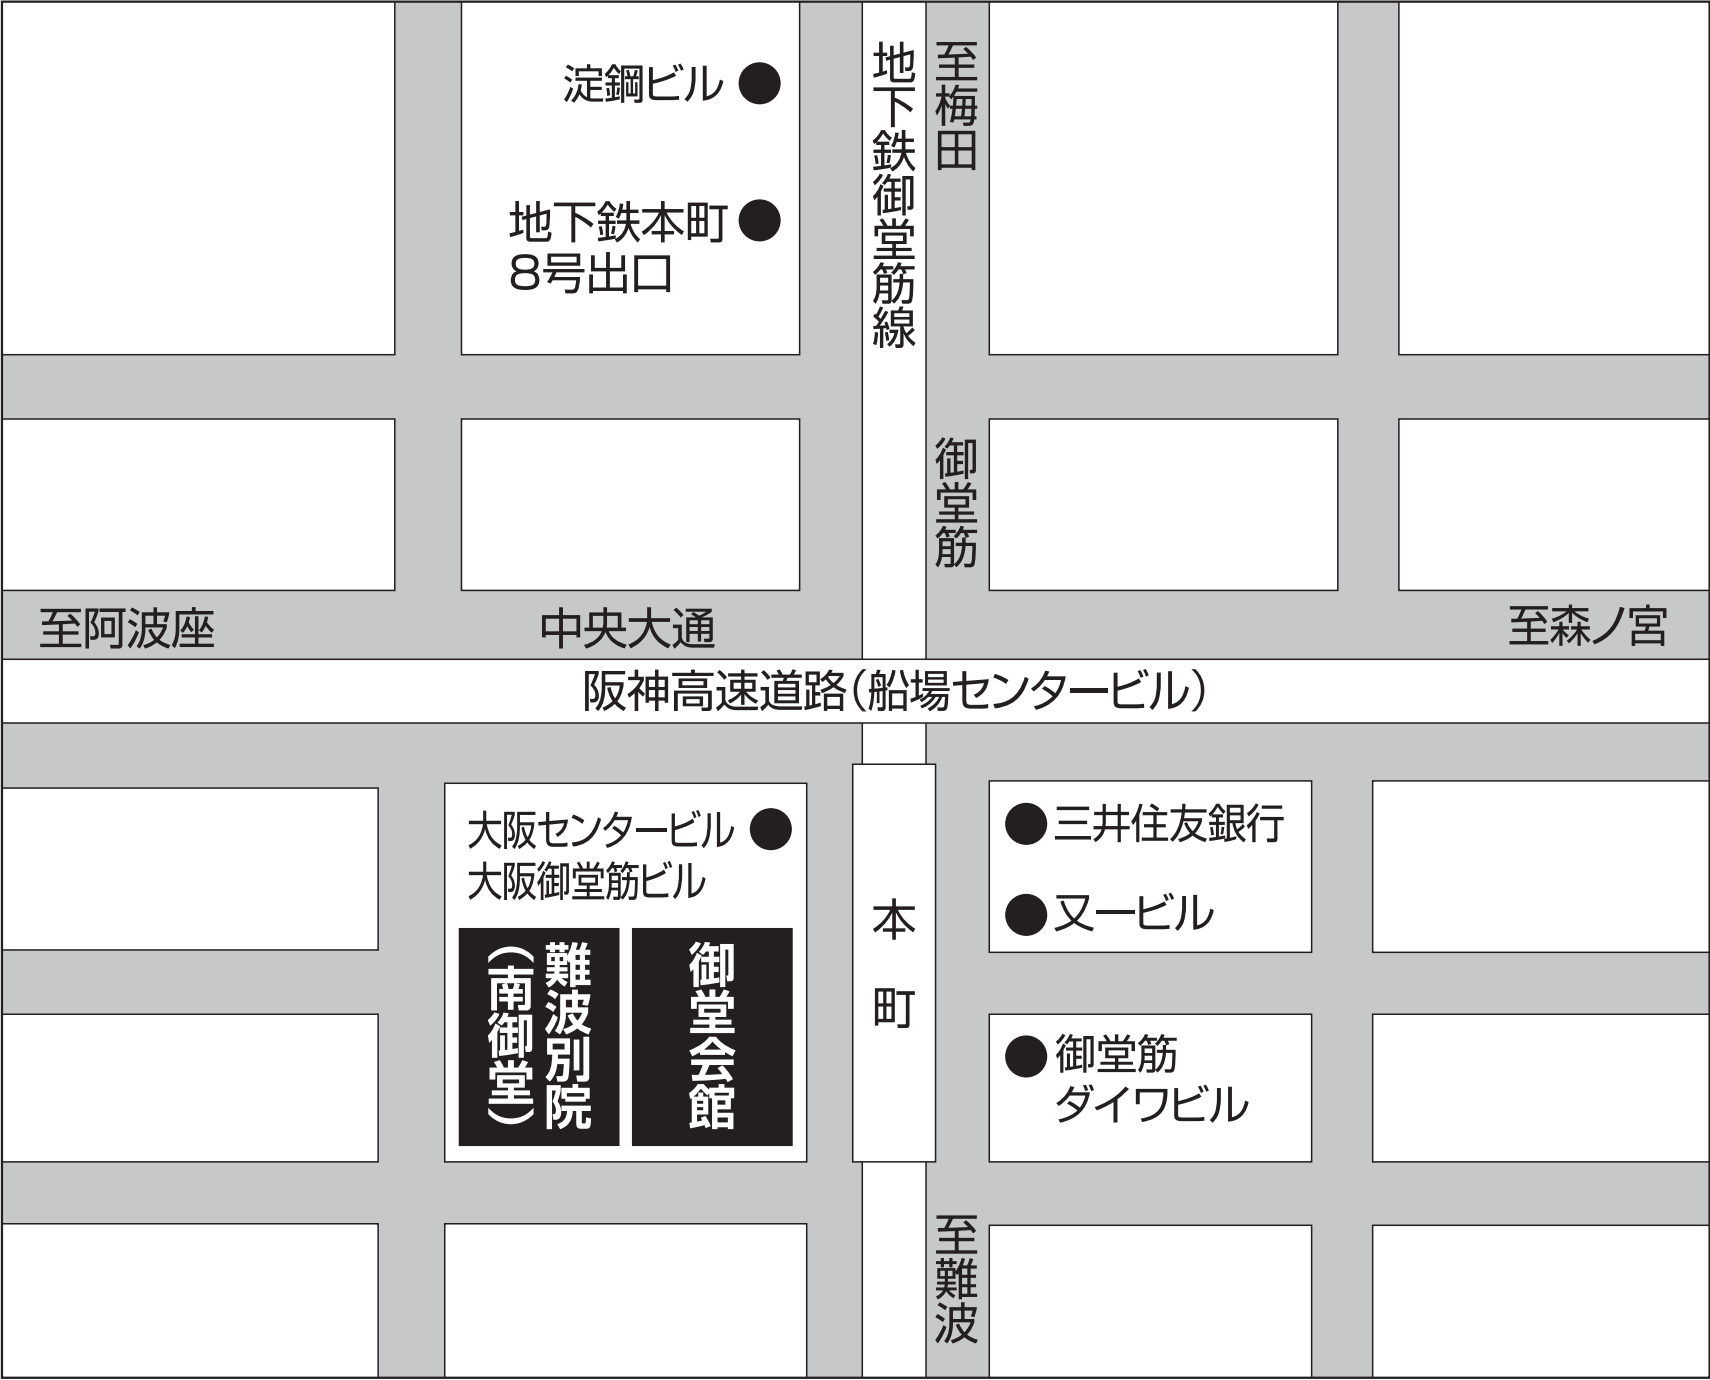 淀鋼ビル
地下鉄本町
8号出口
地下鉄御堂筋線
至梅田
御堂筋
至阿波座
中央大通
至森ノ宮
阪神高速道路(船場センタービル)
大阪センタービル
大阪御堂筋ビル
難波別院
(南御堂)
御堂会館
本町
三井住友銀行
又一ビル
御堂筋
ダイワビル
至難波